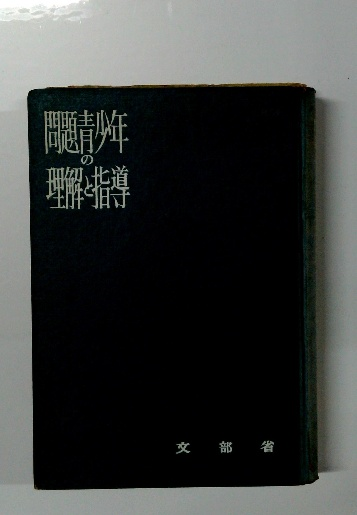 問題青少年
の
理解と指導
文部省